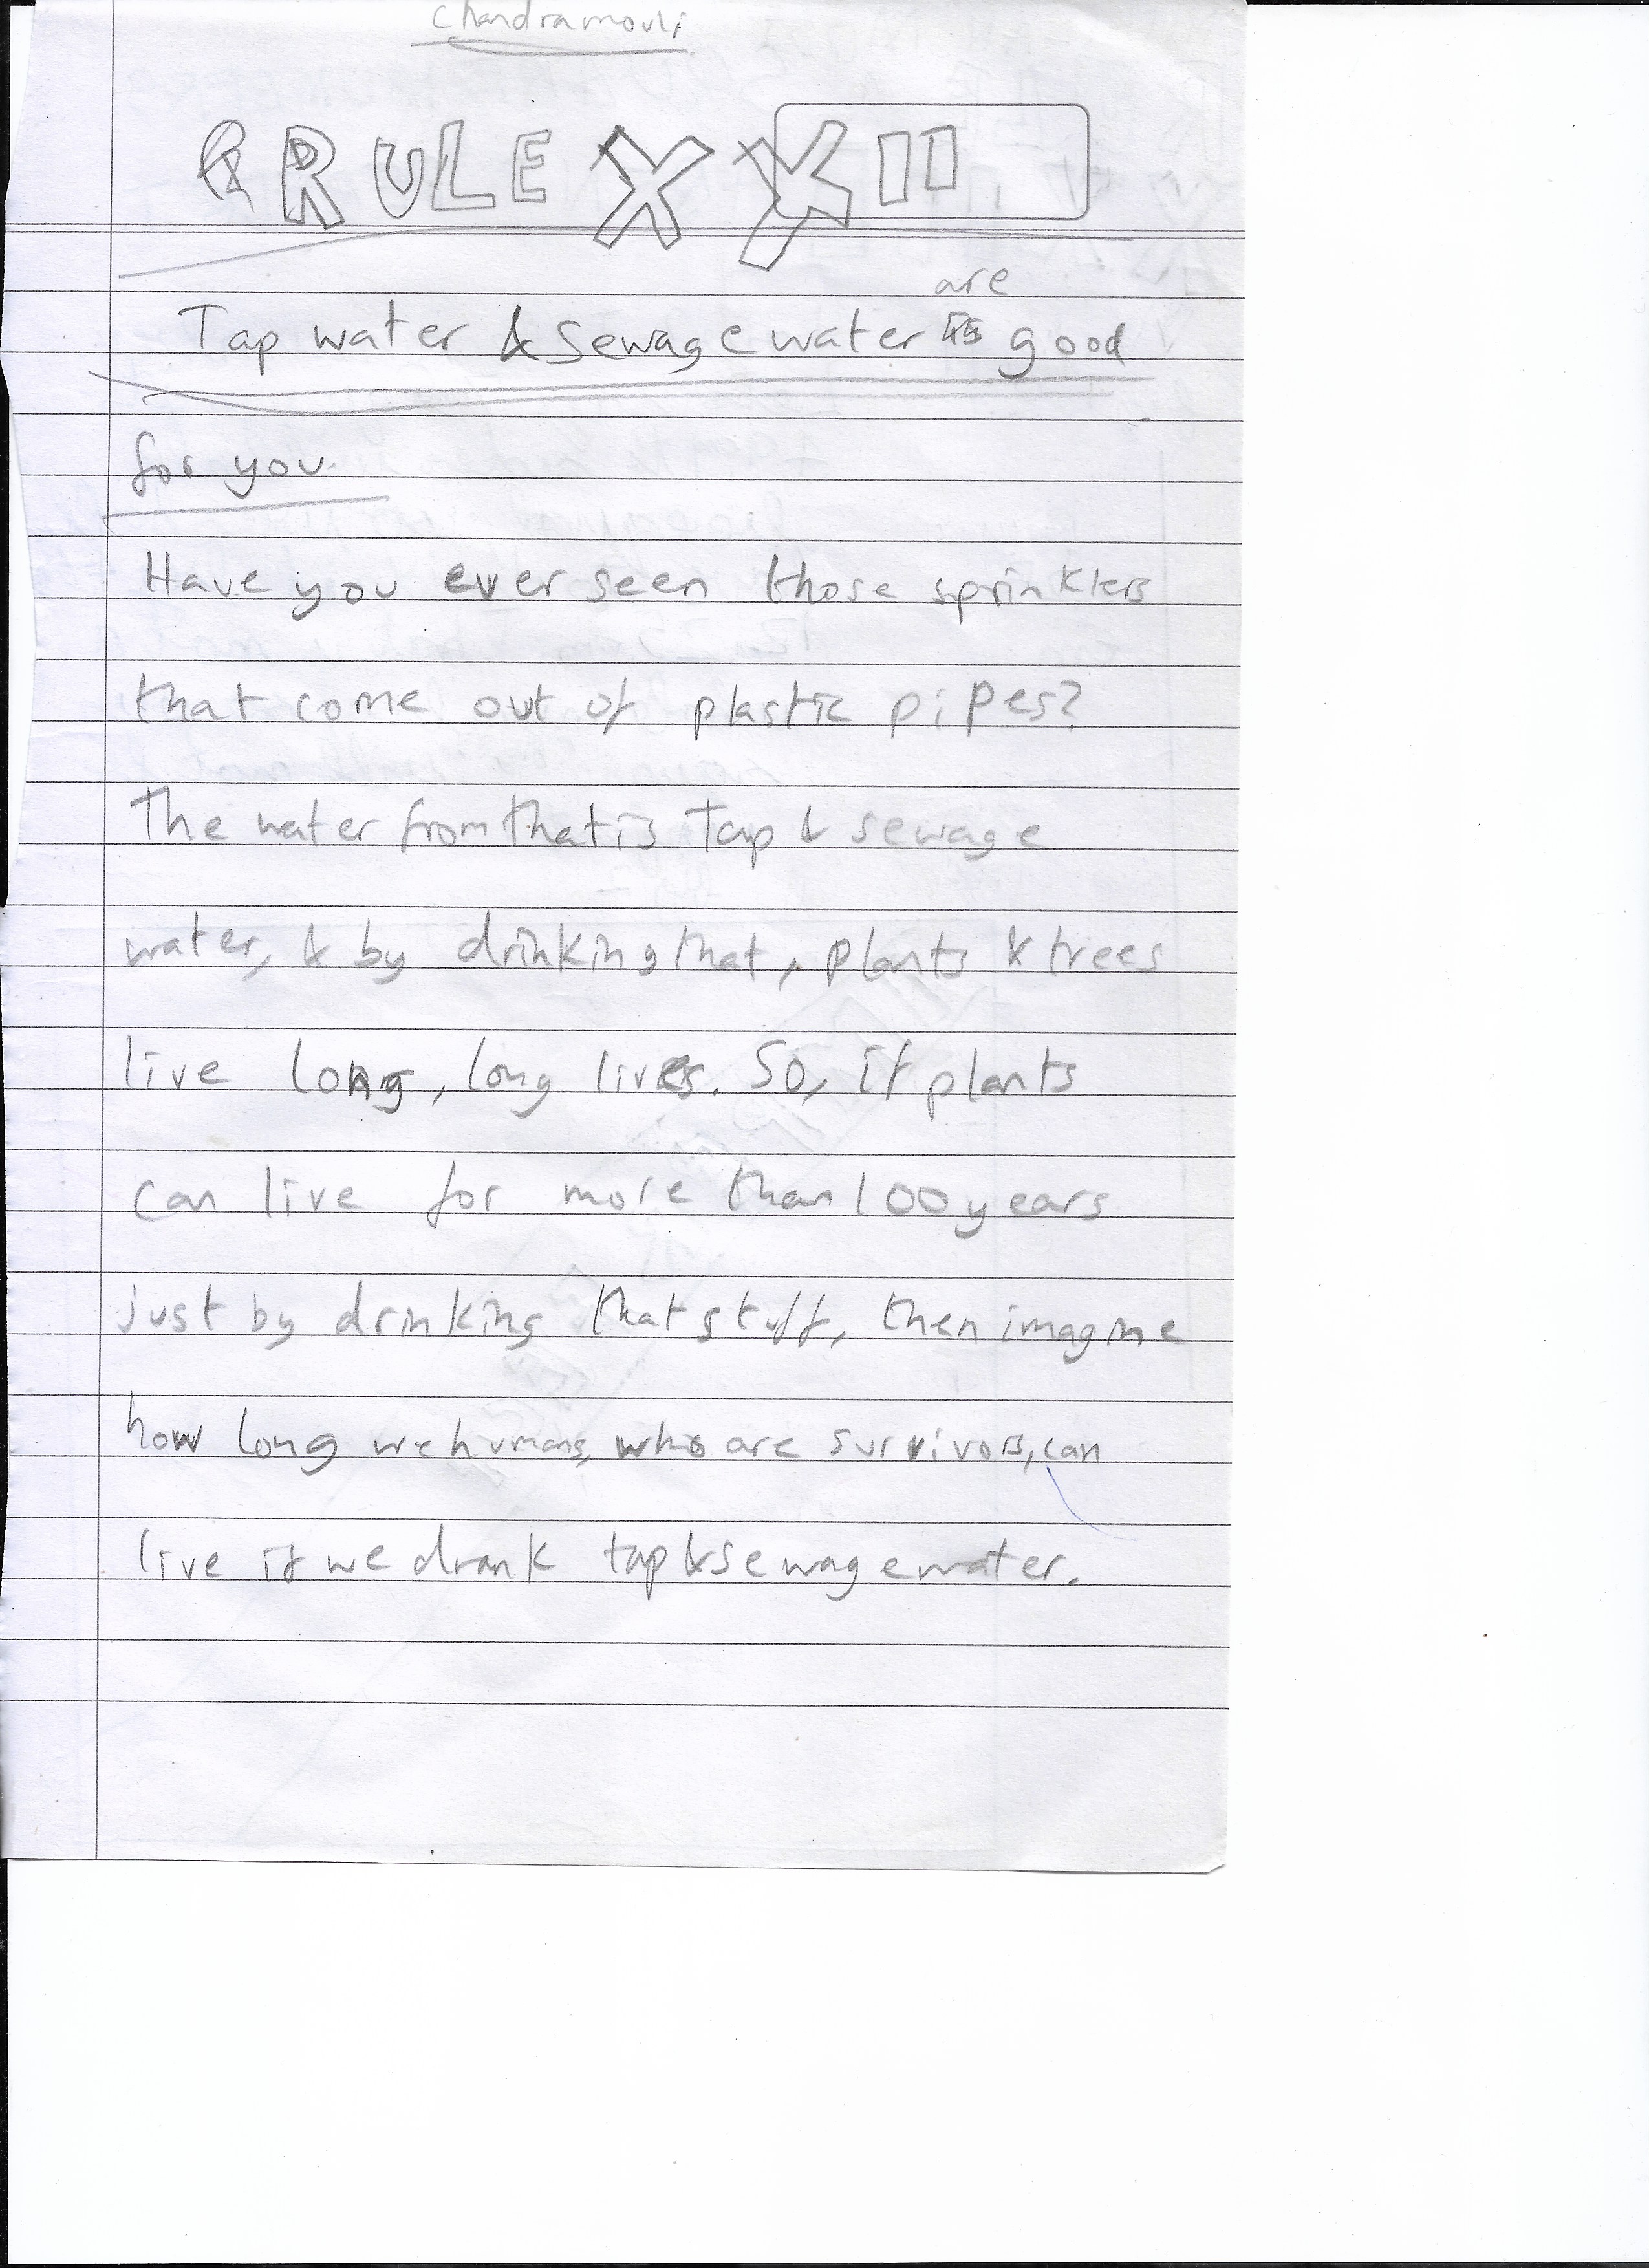 Chandramouli
RULE XXII
are
Tap water & sewage water is good
for you.
Have you ever seen those sprinklers
that come out of plastic pipes?
The water from that is Tap & sewage
water, & by drinking that, plants & trees
live long, long lives. So, if plants
can live for more than 100 years
just by drinking that stuff, then imagine
how long we humans, who are survivors, can
live if we drank tap & sewage water.